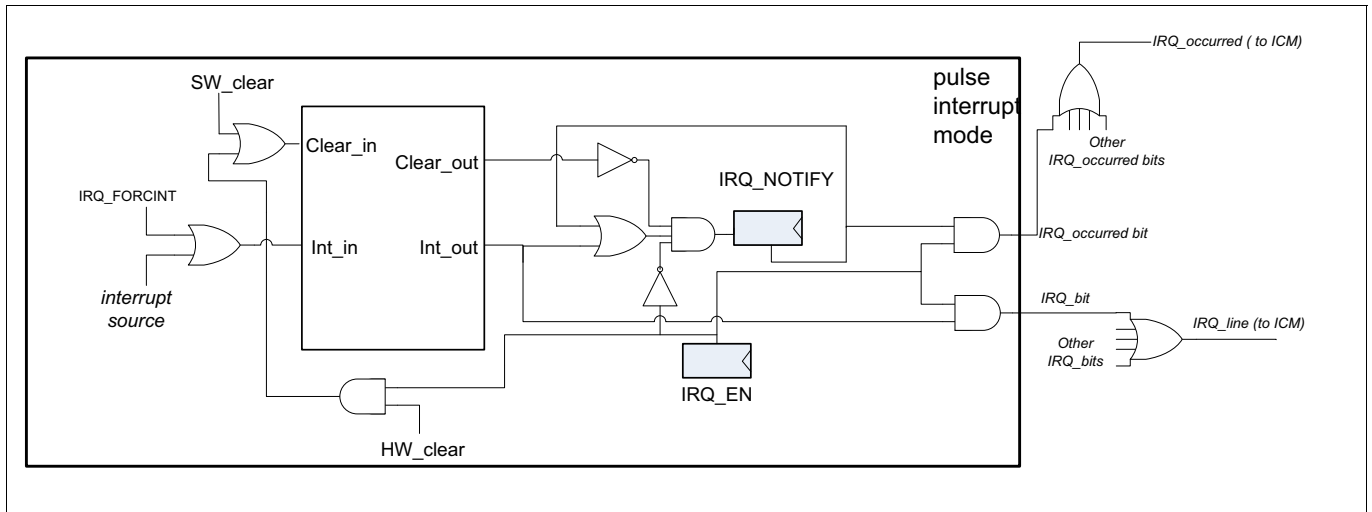 IRQ_occurred ( to ICM)
pulse
interrupt
mode
SW_clear
Other
IRQ_occurred bits
Clear_in
Clear_out
IRQ_NOTIFY
IRQ_FORCINT
IRQ_occurred bit
Int_in
Int_out
interrupt
source
IRQ_bit
IRQ_line (to ICM)
Other
IRQ_bits
IRQ_EN
HW_clear